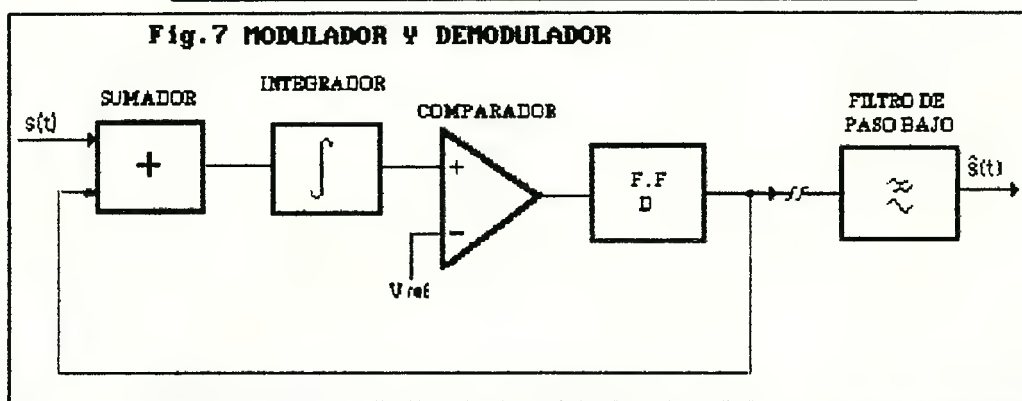 Fig.7 MODULADOR Y DEMODULADOR
SUMADOR
INTEGRADOR
COMPARADOR
FILTRO DE
PASO BAJO
s(t)
+
∫
+
−
F.F
D
ŝ(t)
V ref